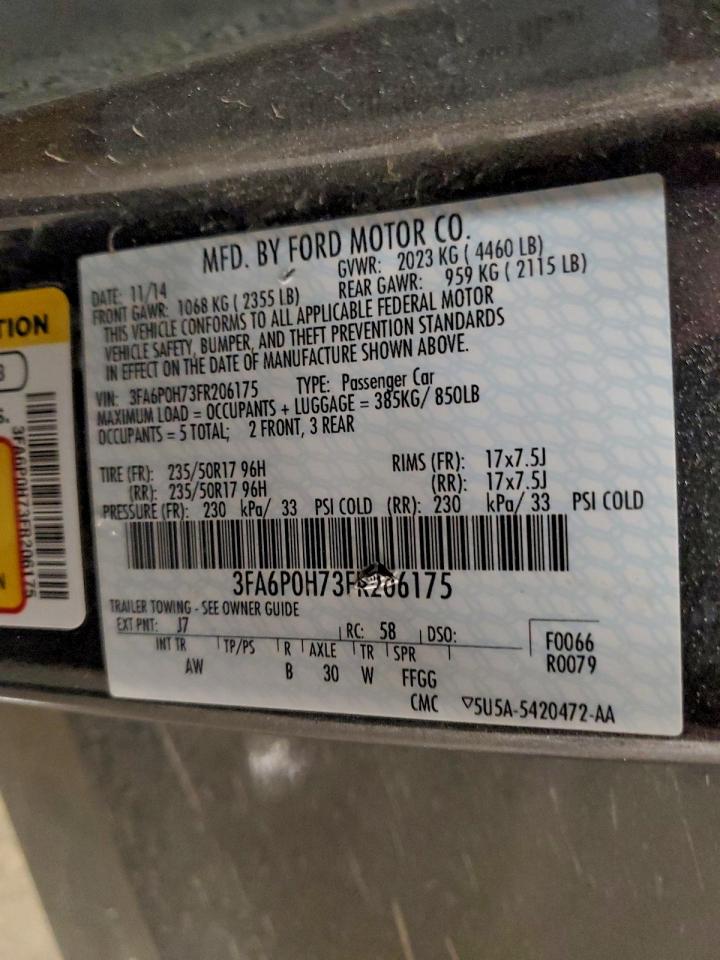 MFD. BY FORD MOTOR CO.
DATE: 11/14 GVWR: 2023 KG ( 4460 LB)
FRONT GAWR: 1068 KG ( 2355 LB) REAR GAWR: 959 KG ( 2115 LB)
THIS VEHICLE CONFORMS TO ALL APPLICABLE FEDERAL MOTOR
VEHICLE SAFETY, BUMPER, AND THEFT PREVENTION STANDARDS
IN EFFECT ON THE DATE OF MANUFACTURE SHOWN ABOVE.
VIN: 3FA6P0H73FR206175 TYPE: Passenger Car
MAXIMUM LOAD = OCCUPANTS + LUGGAGE = 385KG/ 850LB
OCCUPANTS = 5 TOTAL; 2 FRONT, 3 REAR
TIRE (FR): 235/50R17 96H RIMS (FR): 17x7.5J
(RR): 235/50R17 96H (RR): 17x7.5J
PRESSURE (FR): 230 kPa/ 33 PSI COLD (RR): 230 kPa/ 33 PSI COLD
3FA6P0H73FR206175
TRAILER TOWING - SEE OWNER GUIDE
EXT PNT: J7 RC: 58 DSO: F0066
INT TR TP/PS R AXLE TR SPR R0079
AW B 30 W FFGG
CMC ▽5U5A-5420472-AA
TION
S.
3FA6P0H73FR206175
N